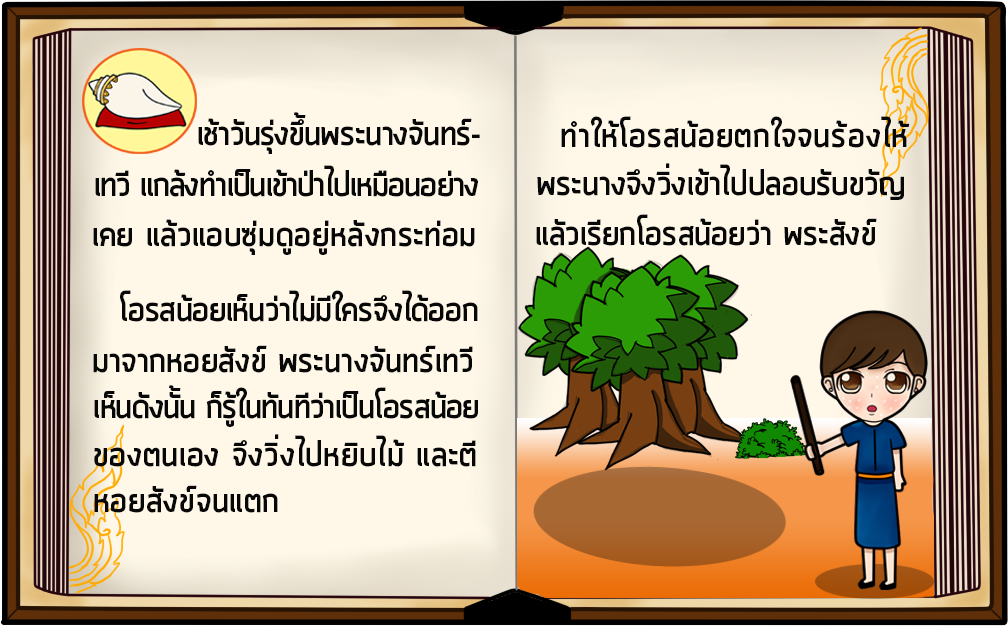 เช้าวันรุ่งขึ้นพระนางจันทร์-
เทวี แกล้งทำเป็นเข้าป่าไปเหมือนอย่าง
เคย แล้วแอบซุ่มดูอยู่หลังกระท่อม
โอรสน้อยเห็นว่าไม่มีใครจึงได้ออก
มาจากหอยสังข์ พระนางจันทร์เทวี
เห็นดังนั้น ก็รู้ในทันทีว่าเป็นโอรสน้อย
ของตนเอง จึงวิ่งไปหยิบไม้ และตี
หอยสังข์จนแตก
ทำให้โอรสน้อยตกใจจนร้องไห้
พระนางจึงวิ่งเข้าไปปลอบรับขวัญ
แล้วเรียกโอรสน้อยว่า พระสังข์